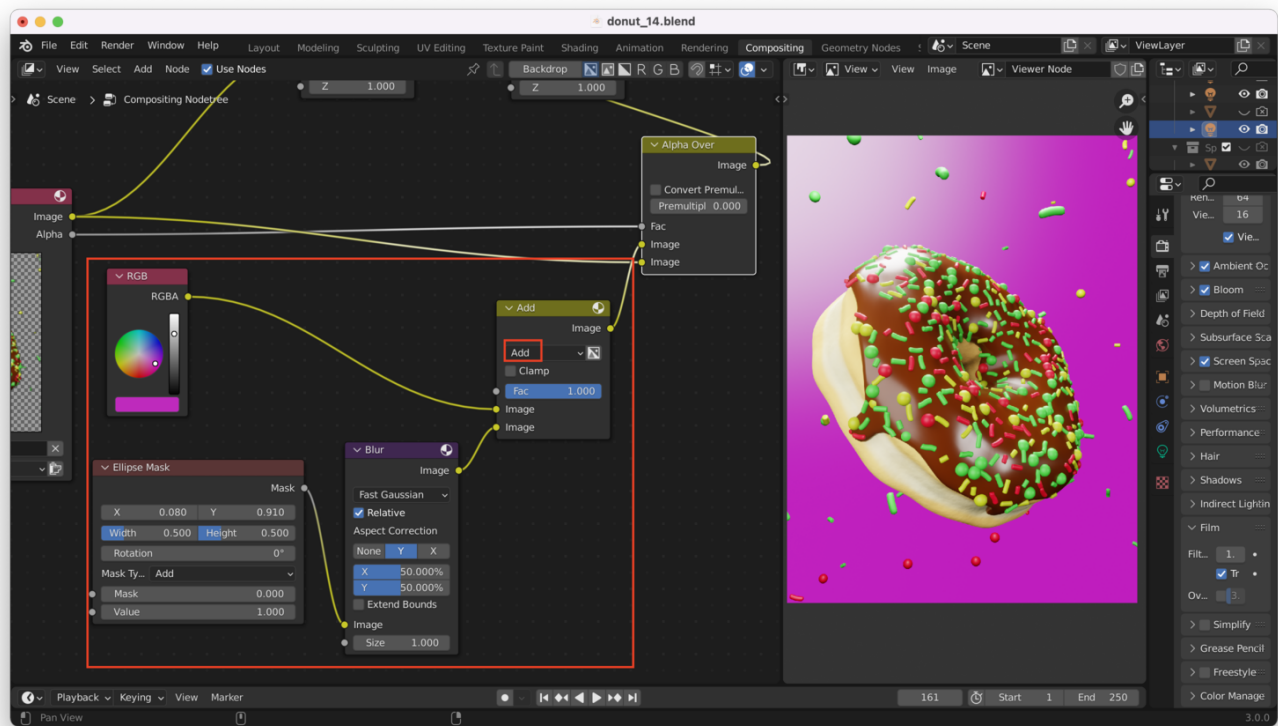 donut_14.blend
File Edit Render Window Help Layout Modeling Sculpting UV Editing Texture Paint Shading Animation Rendering Compositing Geometry Nodes Scene ViewLayer
View Select Add Node Use Nodes Backdrop R G B View View Image Viewer Node
Scene > Compositing Nodetree
Z 1.000 Z 1.000
Alpha Over
Image
Convert Premul...
Premultipl 0.000
Fac
Image
Image
Image
Alpha
RGB
RGBA
Add
Image
Add
Clamp
Fac 1.000
Image
Image
Blur
Image
Fast Gaussian
Relative
Aspect Correction
None Y X
X 50.000%
Y 50.000%
Extend Bounds
Image
Size 1.000
Ellipse Mask
Mask
X 0.080 Y 0.910
Width 0.500 Height 0.500
Rotation 0°
Mask Ty... Add
Mask 0.000
Value 1.000
Sp
Ren... 64
Vie... 16
Vie...
Ambient Oc
Bloom
Depth of Field
Subsurface Sca
Screen Spac
Motion Blur
Volumetrics
Performance
Hair
Shadows
Indirect Lightin
Film
Filt... 1.
Tr
Ov... 3.
Simplify
Grease Pencil
Freestyle
Color Manage
Playback Keying View Marker 161 Start 1 End 250
Pan View 3.0.0